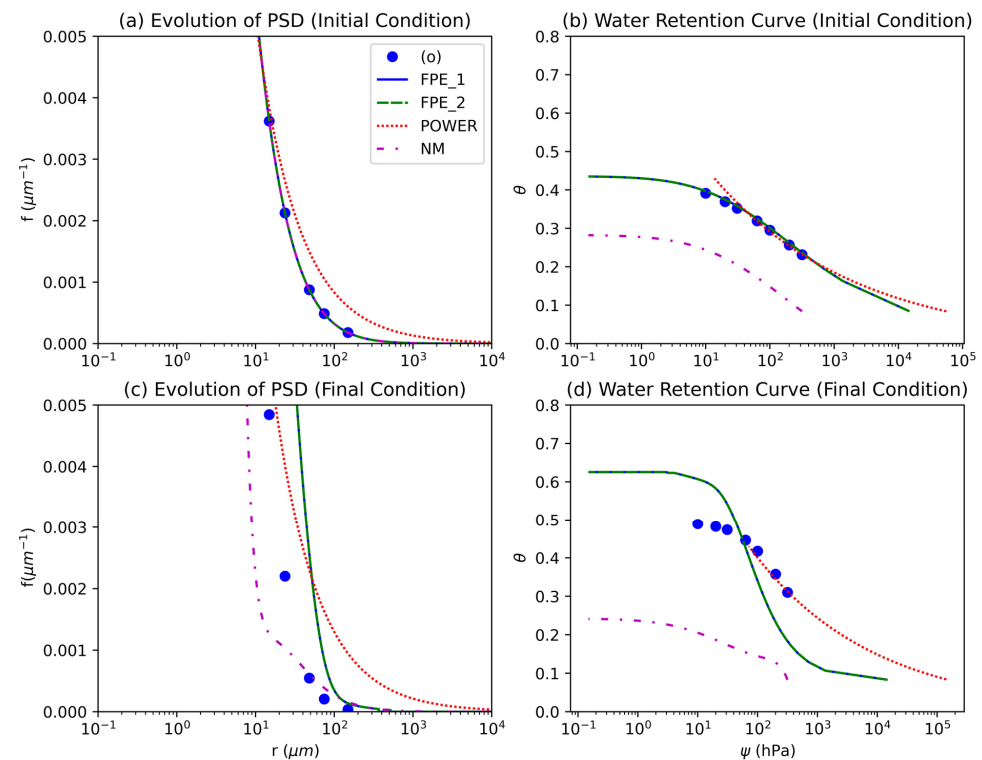 (a) Evolution of PSD (Initial Condition)
(b) Water Retention Curve (Initial Condition)
f (μm⁻¹)
0.005
0.004
0.003
0.002
0.001
0.000
(o)
FPE_1
FPE_2
POWER
NM
10⁻¹ 10⁰ 10¹ 10² 10³ 10⁴
θ
0.8
0.7
0.6
0.5
0.4
0.3
0.2
0.1
0.0
10⁻¹ 10⁰ 10¹ 10² 10³ 10⁴ 10⁵
(c) Evolution of PSD (Final Condition)
(d) Water Retention Curve (Final Condition)
f(μm⁻¹)
0.005
0.004
0.003
0.002
0.001
0.000
10⁻¹ 10⁰ 10¹ 10² 10³ 10⁴
r (μm)
θ
0.8
0.7
0.6
0.5
0.4
0.3
0.2
0.1
0.0
10⁻¹ 10⁰ 10¹ 10² 10³ 10⁴ 10⁵
ψ (hPa)